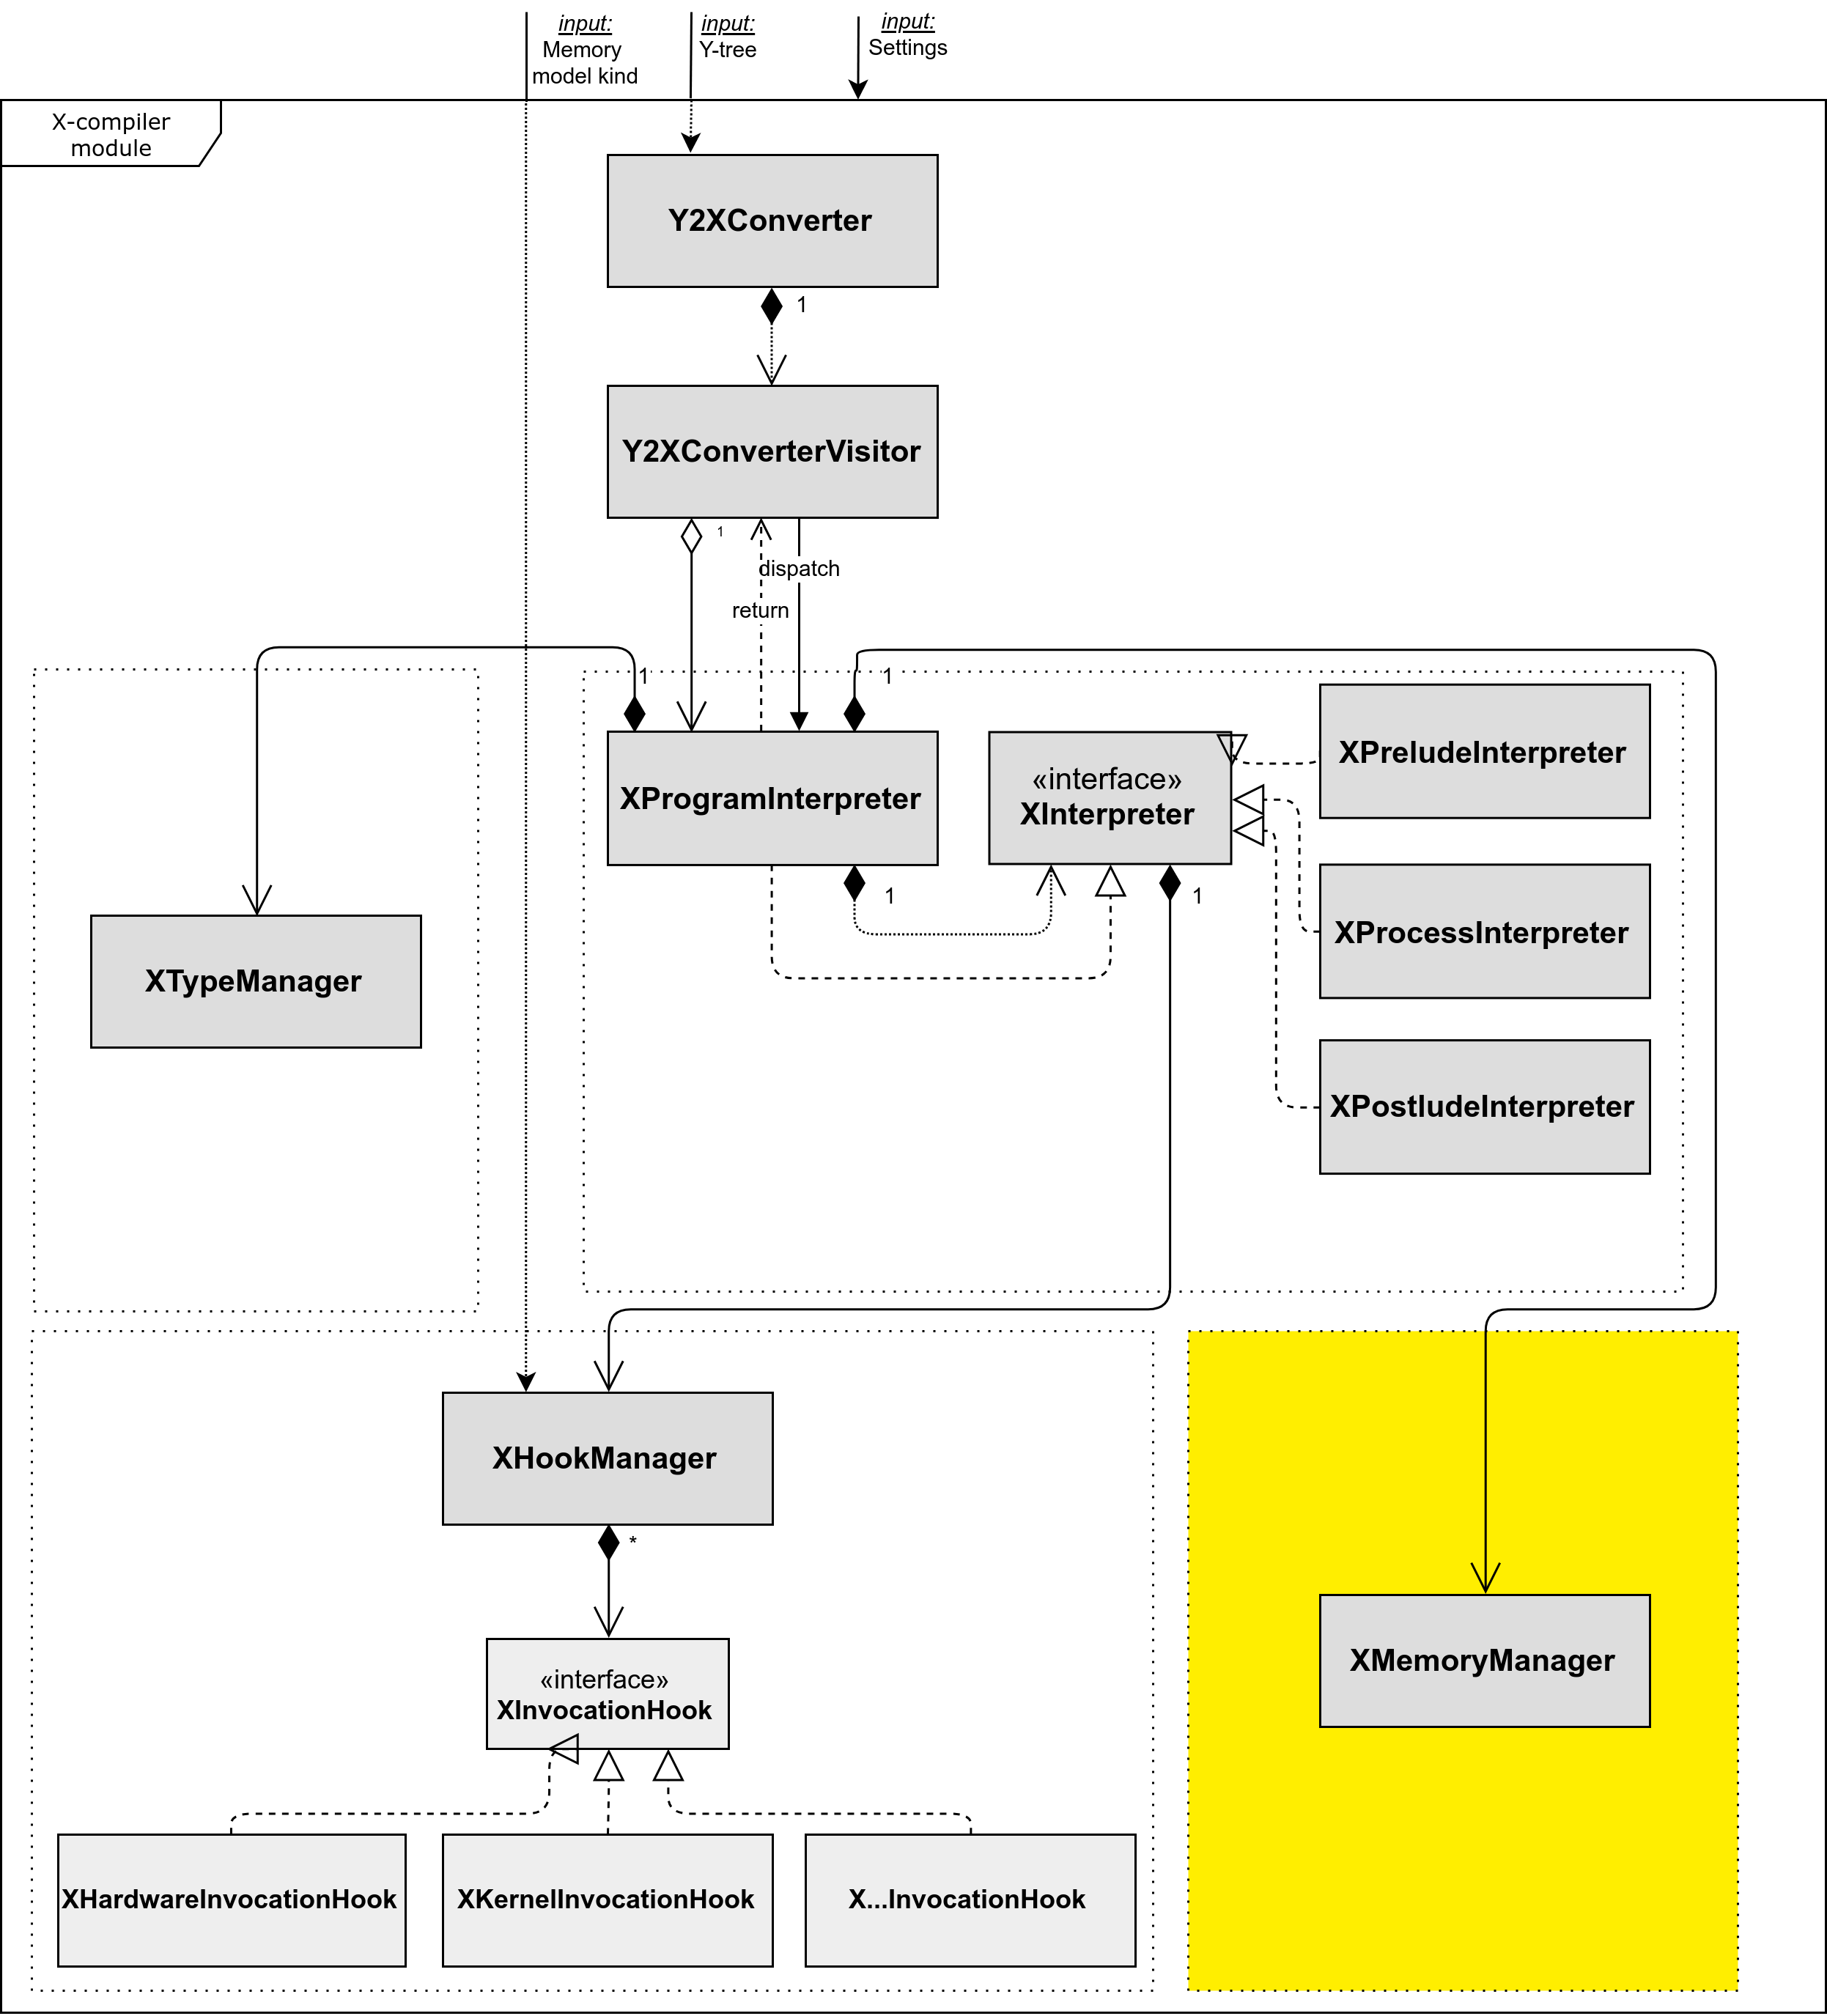 input:
Memory
model kind
input:
Y-tree
input:
Settings
X-compiler
module
Y2XConverter
1
Y2XConverterVisitor
1
dispatch
return
1
1
XProgramInterpreter
«interface»
XInterpreter
XPreludeInterpreter
1
1
XProcessInterpreter
XTypeManager
XPostludeInterpreter
XHookManager
*
XMemoryManager
«interface»
XInvocationHook
XHardwareInvocationHook
XKernelInvocationHook
X...InvocationHook